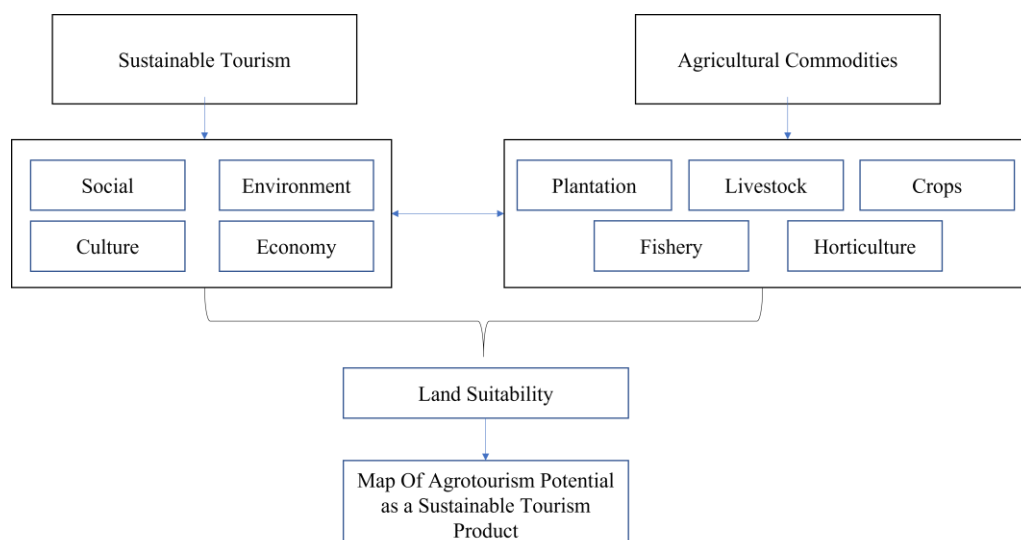 Sustainable Tourism
Agricultural Commodities
Social
Environment
Culture
Economy
Plantation
Livestock
Crops
Fishery
Horticulture
Land Suitability
Map Of Agrotourism Potential
as a Sustainable Tourism
Product